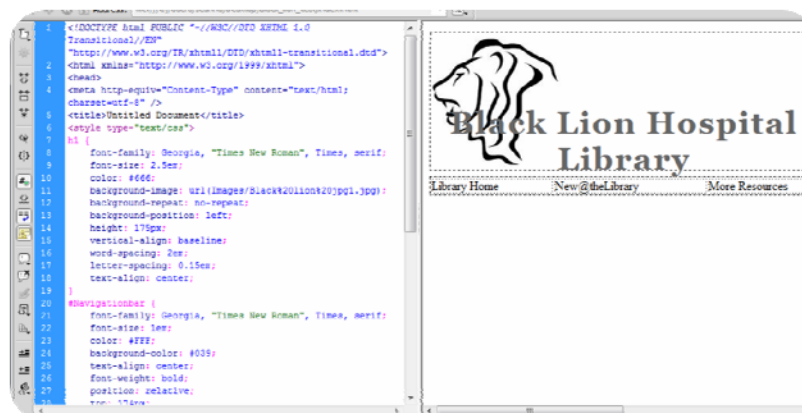 Address:
1 <!DOCTYPE html PUBLIC "-//W3C//DTD XHTML 1.0
Transitional//EN"
"http://www.w3.org/TR/xhtml1/DTD/xhtml1-transitional.dtd">
2 <html xmlns="http://www.w3.org/1999/xhtml">
3 <head>
4 <meta http-equiv="Content-Type" content="text/html;
charset=utf-8" />
5 <title>Untitled Document</title>
6 <style type="text/css">
7 h1 {
8 font-family: Georgia, "Times New Roman", Times, serif;
9 font-size: 2.5em;
10 color: #666;
11 background-image: url(Images/Black%20lion%20jpg1.jpg);
12 background-repeat: no-repeat;
13 background-position: left;
14 height: 175px;
15 vertical-align: baseline;
16 word-spacing: 2em;
17 letter-spacing: 0.15em;
18 text-align: center;
19 }
20 #Navigationbar {
21 font-family: Georgia, "Times New Roman", Times, serif;
22 font-size: 1em;
23 color: #FFF;
24 background-color: #039;
25 text-align: center;
26 font-weight: bold;
27 position: relative;
28 top: 174px;
Black Lion Hospital
Library
Library Home New@theLibrary More Resources